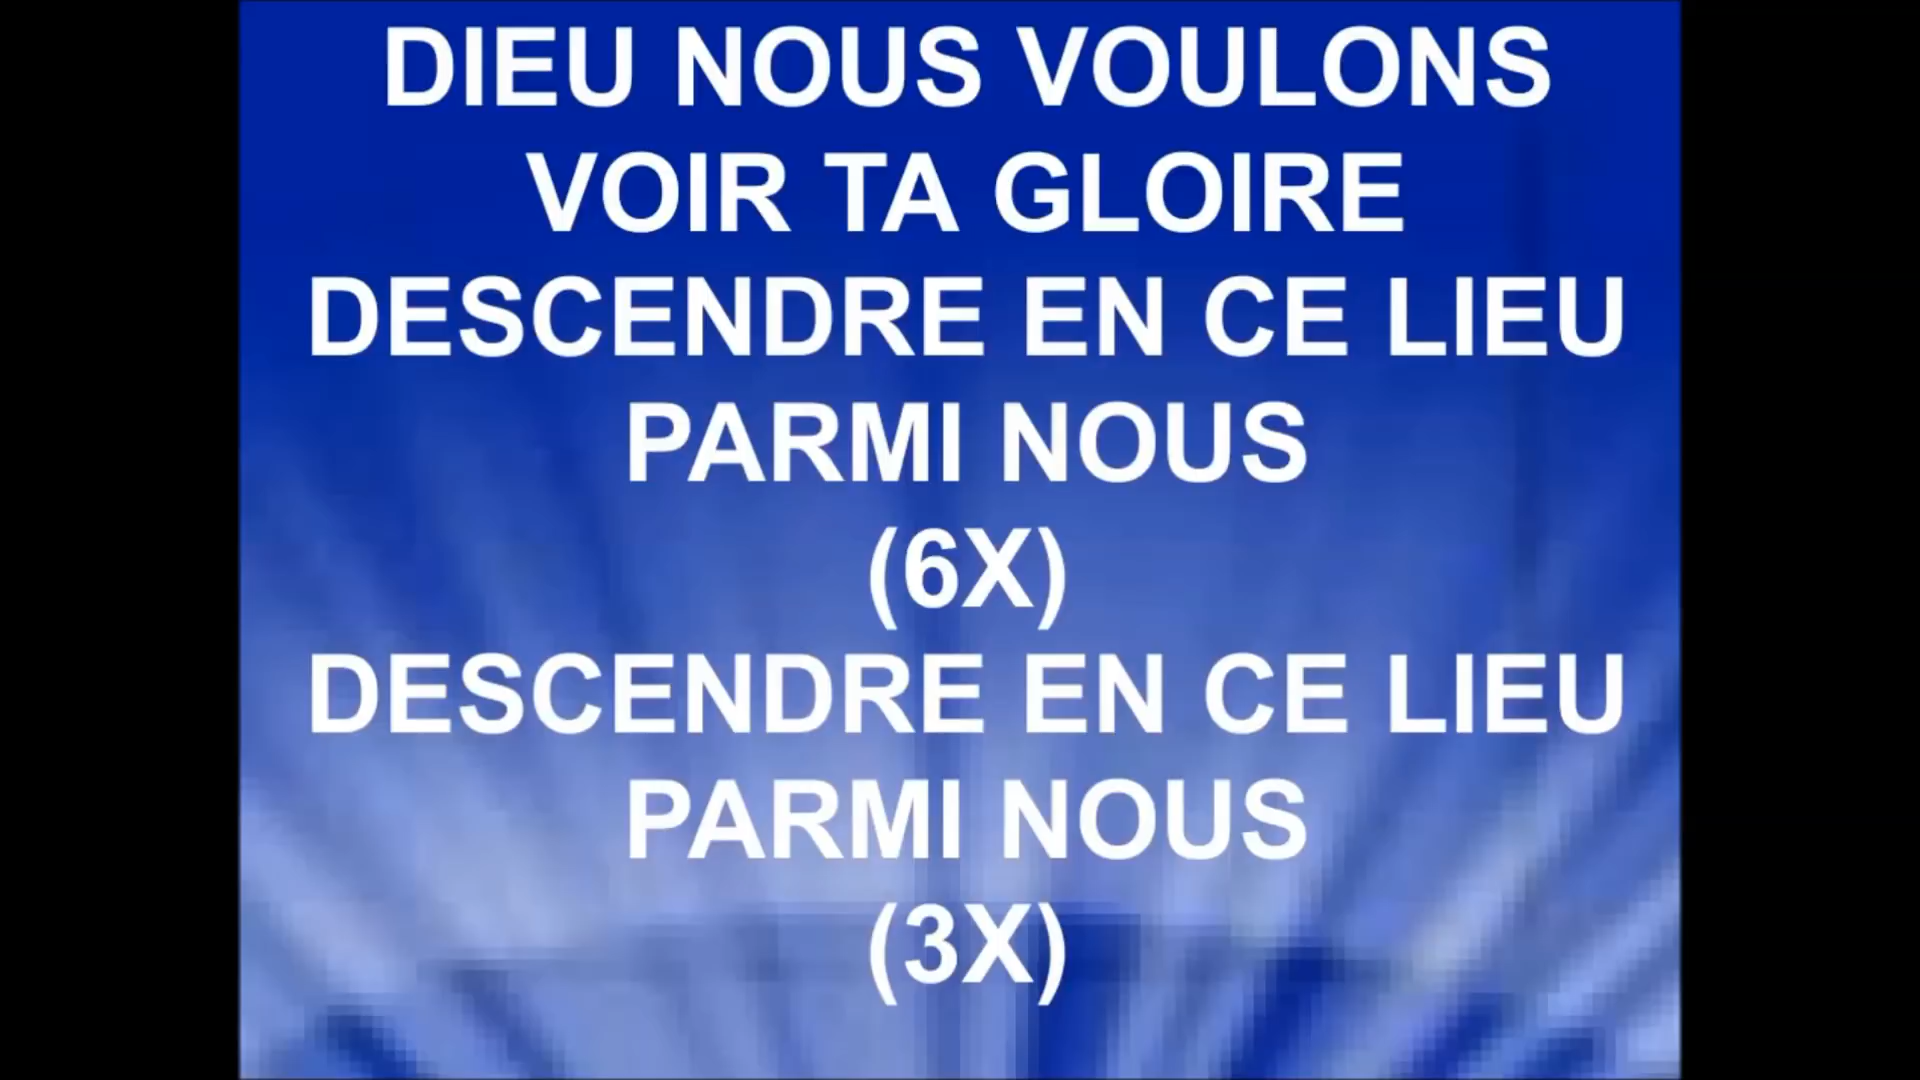 DIEU NOUS VOULONS
VOIR TA GLOIRE
DESCENDRE EN CE LIEU
PARMI NOUS
(6X)
DESCENDRE EN CE LIEU
PARMI NOUS
(3X)